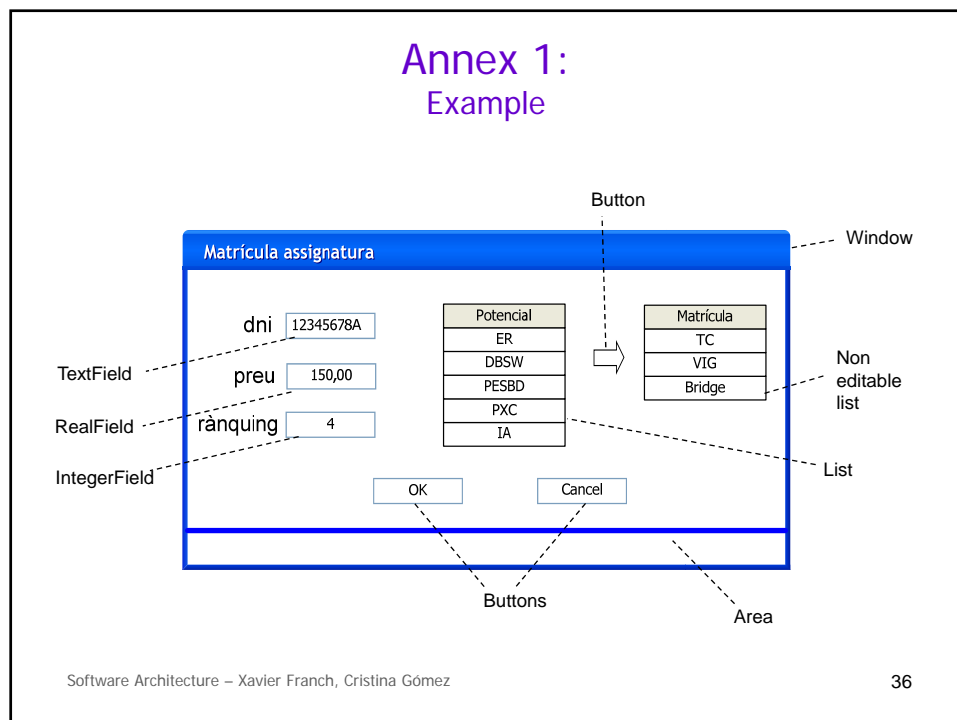 Annex 1:
Example
Button
Window
Matrícula assignatura
dni 12345678A
preu 150,00
rànquing 4
Potencial
ER
DBSW
PESBD
PXC
IA
Matrícula
TC
VIG
Bridge
TextField
RealField
IntegerField
Non
editable
list
List
OK
Cancel
Buttons
Area
Software Architecture – Xavier Franch, Cristina Gómez
36